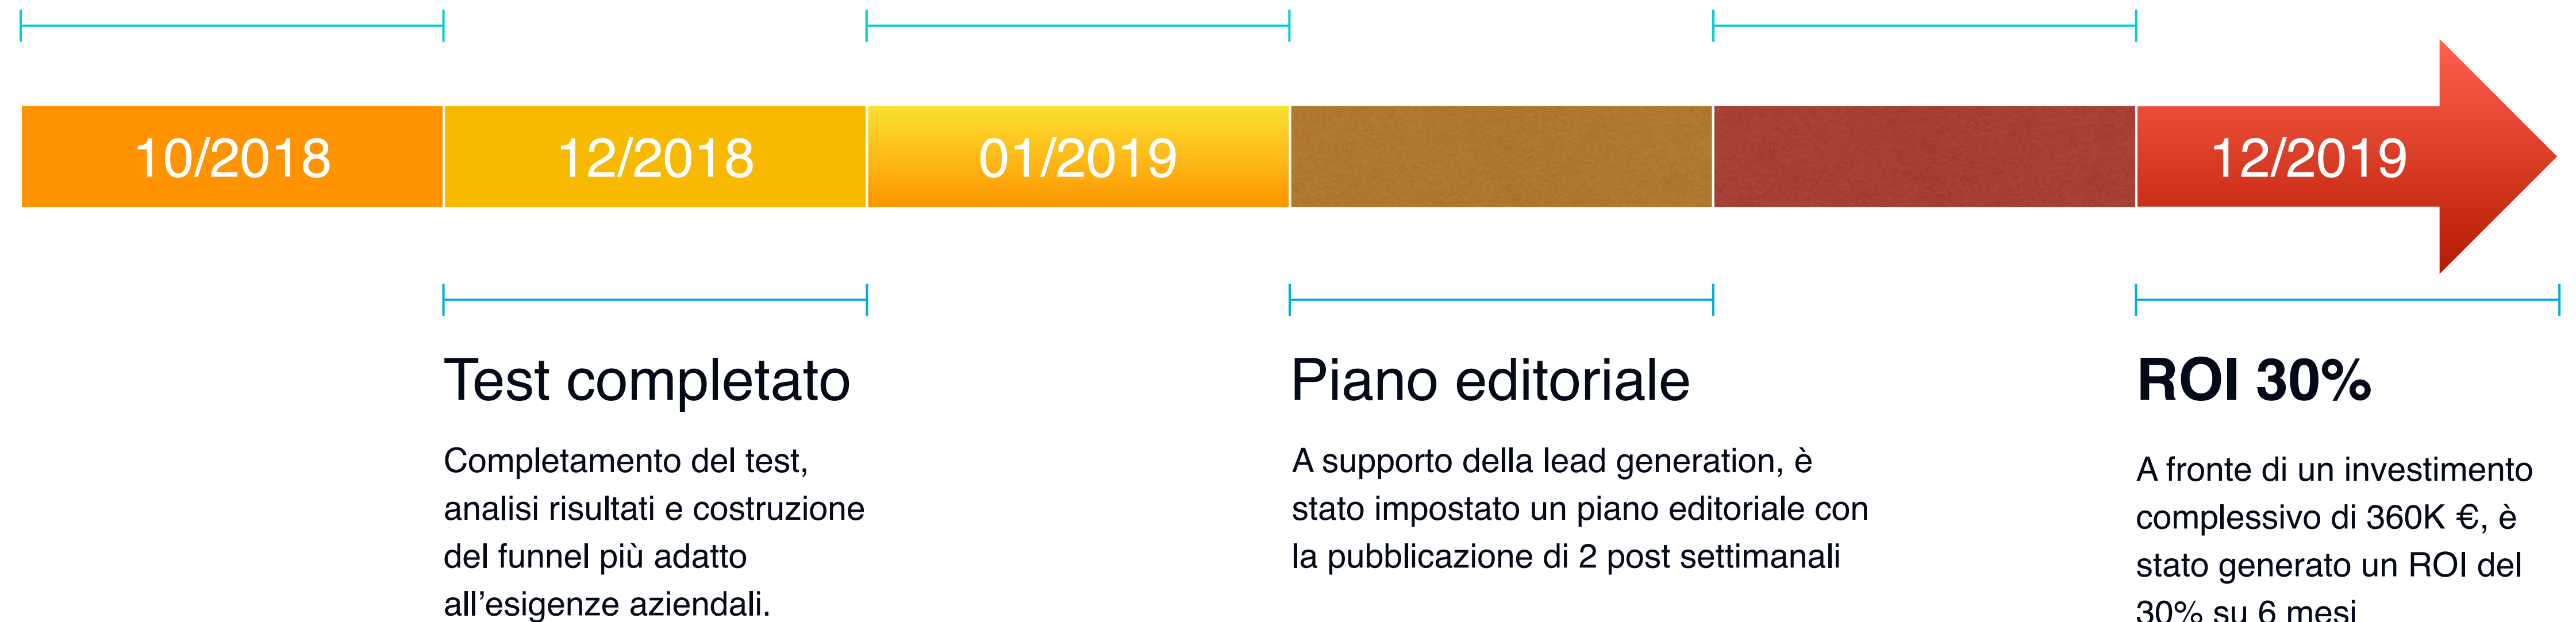 10/2018
12/2018
01/2019
12/2019
Test completato
Completamento del test,
analisi risultati e costruzione
del funnel più adatto
all’esigenze aziendali.
Piano editoriale
A supporto della lead generation, è
stato impostato un piano editoriale con
la pubblicazione di 2 post settimanali
ROI 30%
A fronte di un investimento
complessivo di 360K €, è
stato generato un ROI del
30% su 6 mesi